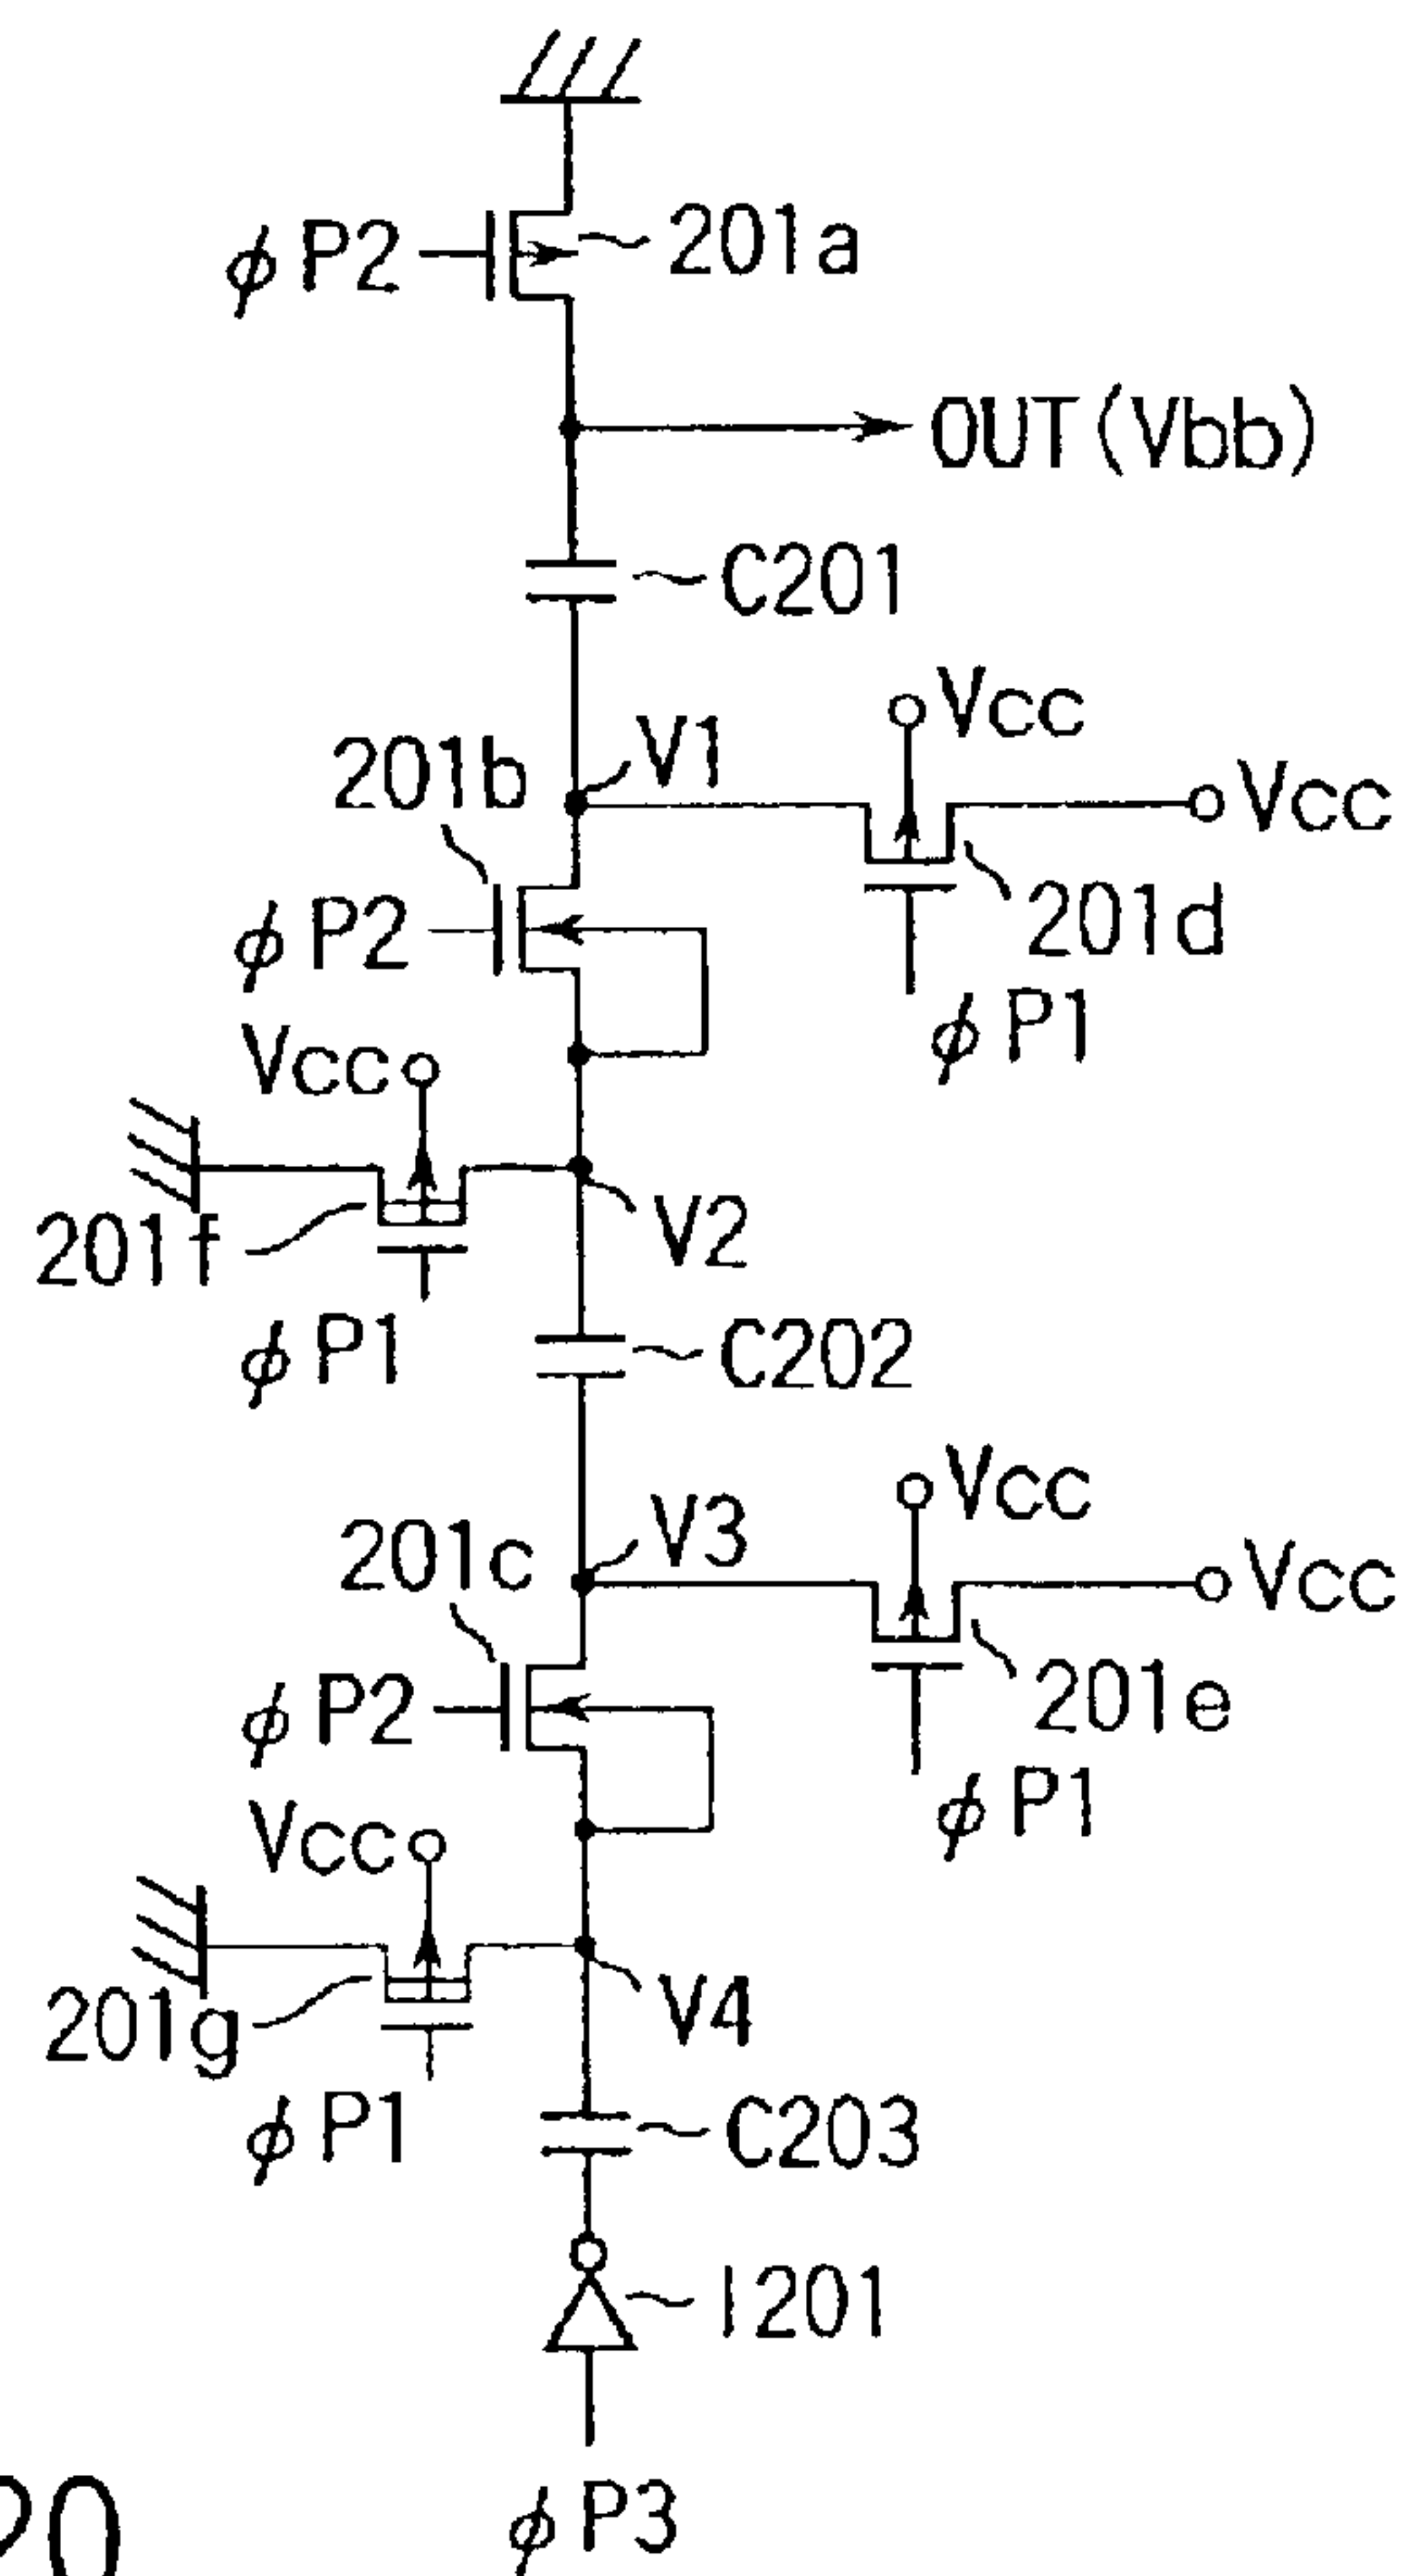 φP2
201a
OUT(Vbb)
C201
Vcc
V1
Vcc
201b
201d
φP2
φP1
Vcc
V2
201f
φP1
C202
Vcc
V3
201c
Vcc
φP2
201e
φP1
Vcc
V4
201g
φP1
C203
I201
φP3
20